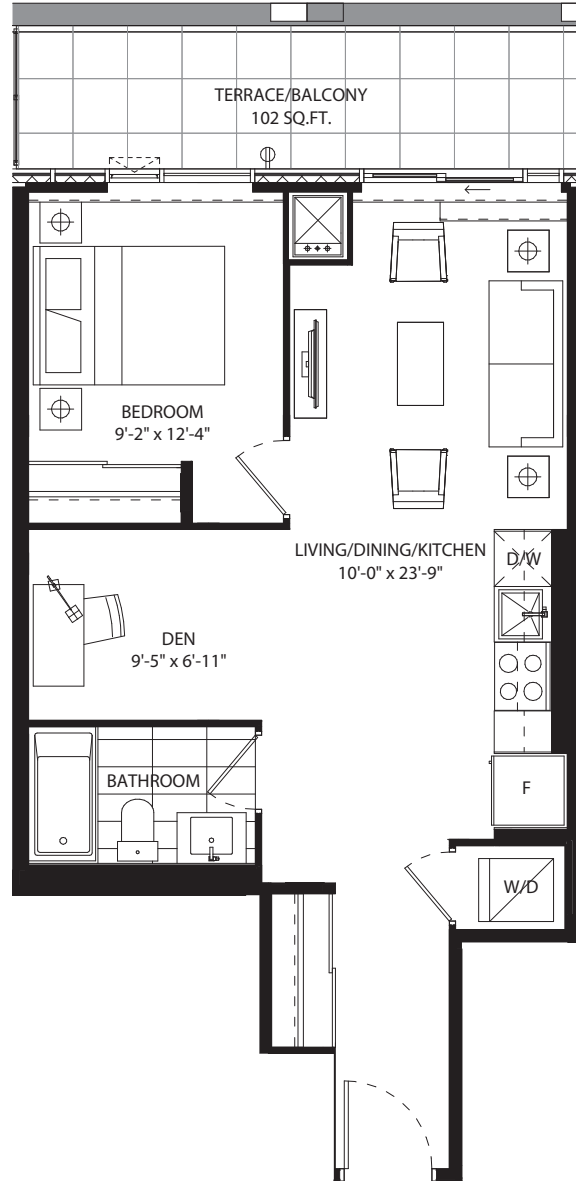 TERRACE/BALCONY
102 SQ.FT.
BEDROOM
9'-2" x 12'-4"
LIVING/DINING/KITCHEN
10'-0" x 23'-9"
D/W
DEN
9'-5" x 6'-11"
BATHROOM
F
W/D